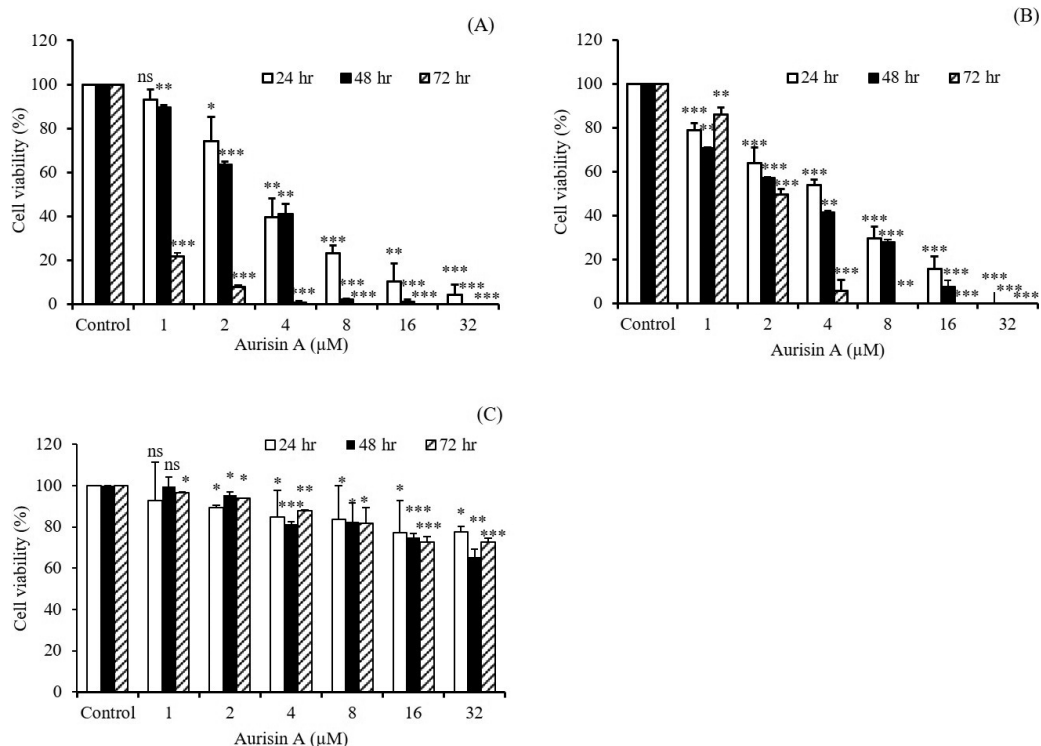 (A)
120
100
80
60
40
20
0
Cell viability (%)
24 hr 48 hr 72 hr
ns ** ***
* *** ***
** ** ***
*** *** ***
** *** ***
*** *** ***
Control 1 2 4 8 16 32
Aurisin A (µM)
(B)
120
100
80
60
40
20
0
Cell viability (%)
24 hr 48 hr 72 hr
*** ** **
*** *** ***
*** ** ***
*** *** **
*** *** ***
*** *** ***
Control 1 2 4 8 16 32
Aurisin A (µM)
(C)
120
100
80
60
40
20
0
Cell viability (%)
24 hr 48 hr 72 hr
ns ns *
* * *
* *** **
* * *
* *** ***
* ** ***
Control 1 2 4 8 16 32
Aurisin A (µM)